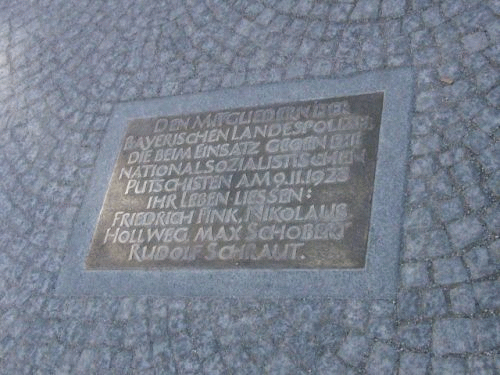 DEN MITGLIEDERN DER
BAYERISCHEN LANDESPOLIZEI,
DIE BEIM EINSATZ GEGEN DIE
NATIONALSOZIALISTISCHEN
PUTSCHISTEN AM 9.11.1923
IHR LEBEN LIESSEN:
FRIEDRICH FINK, NIKOLAUS
HOLLWEG, MAX SCHOBERT
RUDOLF SCHRAUT.